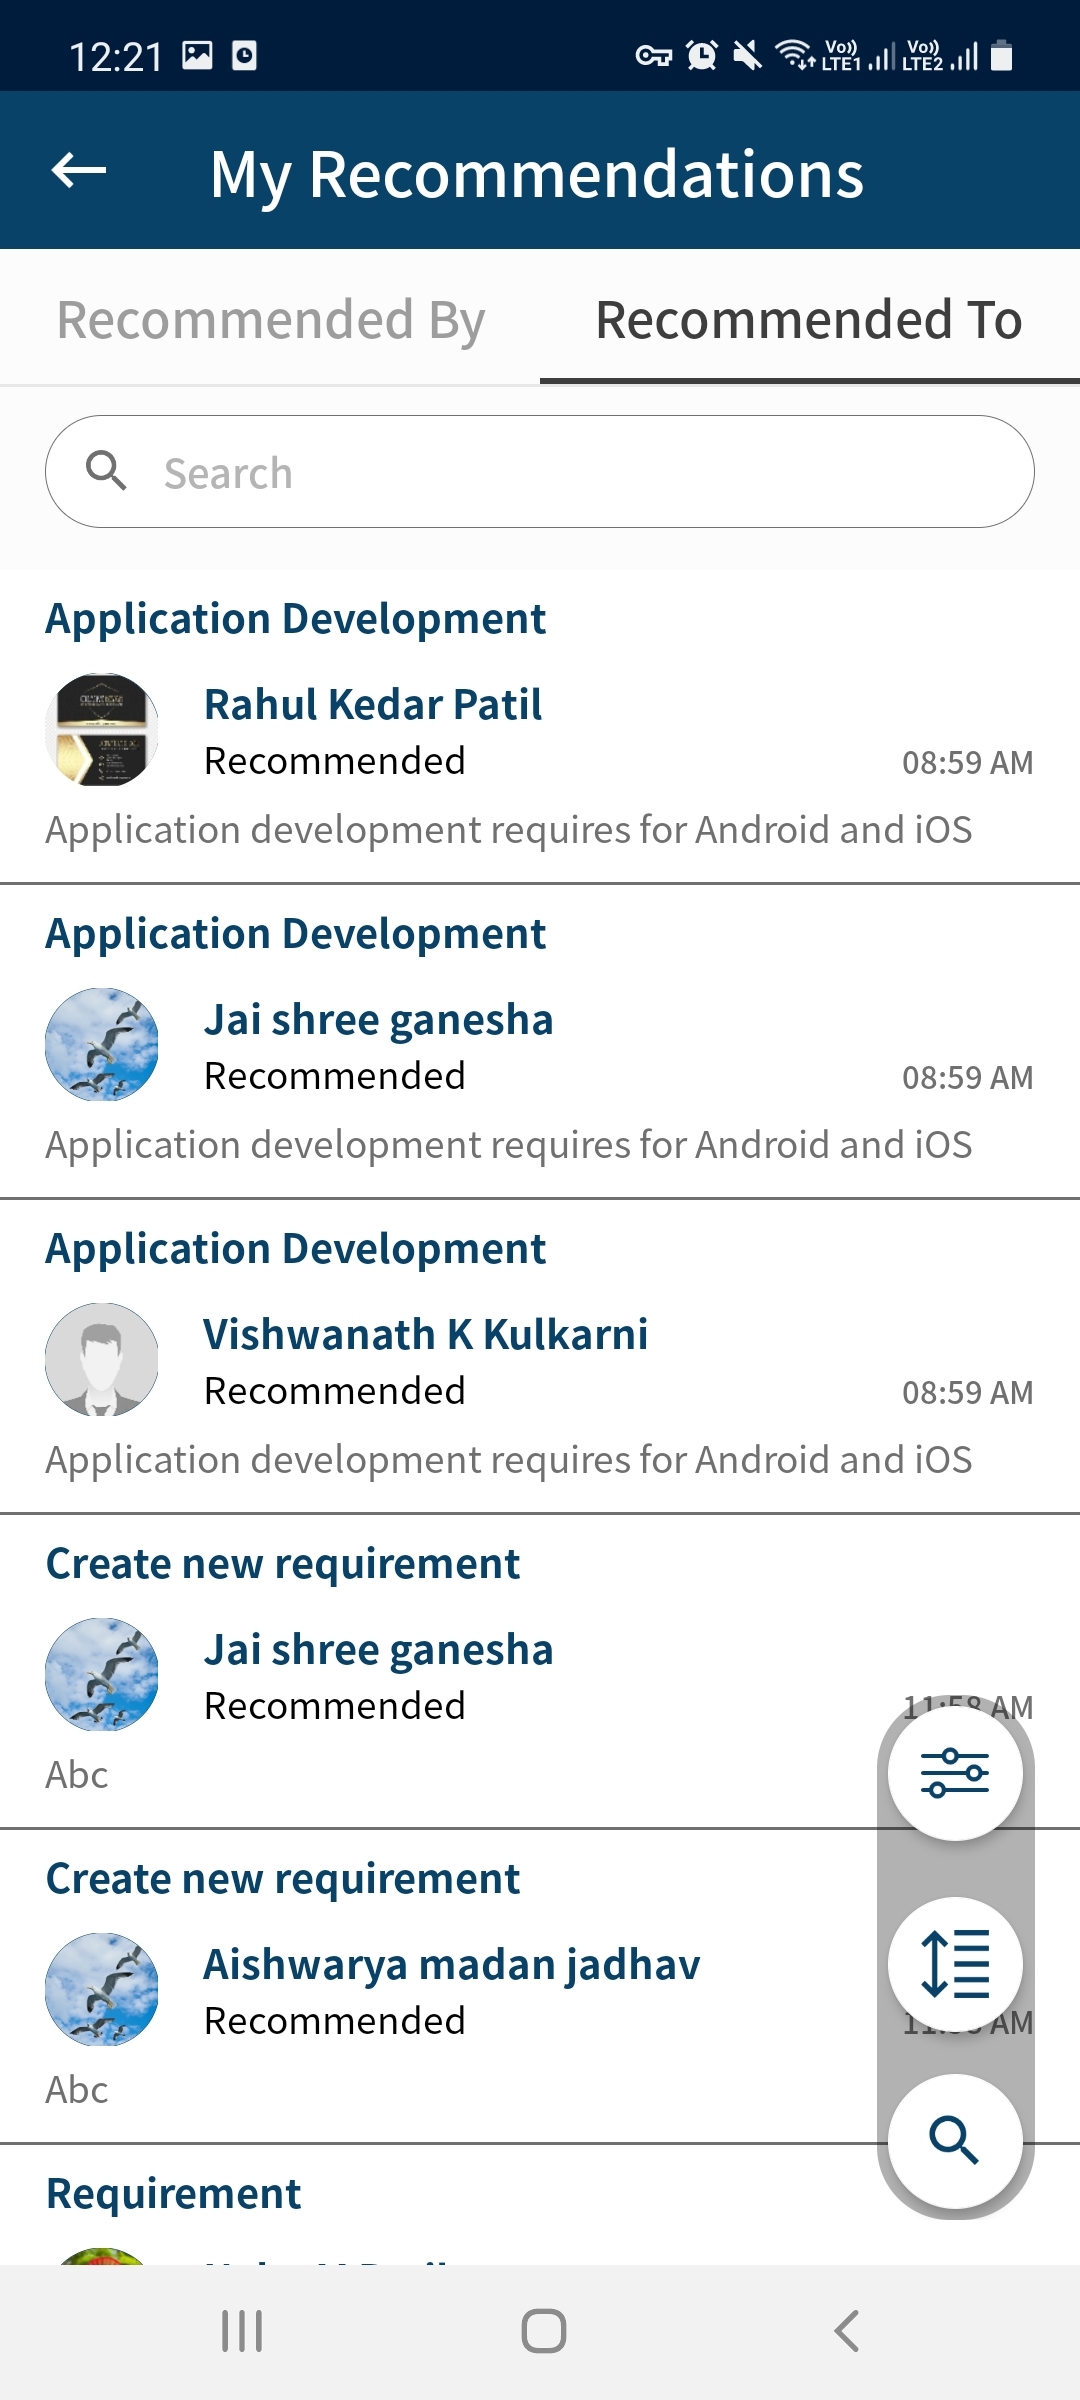 12:21
Vo)) LTE1 Vo)) LTE2
My Recommendations
Recommended By
Recommended To
Search
Application Development
Rahul Kedar Patil
Recommended
08:59 AM
Application development requires for Android and iOS
Application Development
Jai shree ganesha
Recommended
08:59 AM
Application development requires for Android and iOS
Application Development
Vishwanath K Kulkarni
Recommended
08:59 AM
Application development requires for Android and iOS
Create new requirement
Jai shree ganesha
Recommended
11:58 AM
Abc
Create new requirement
Aishwarya madan jadhav
Recommended
AM
Abc
Requirement